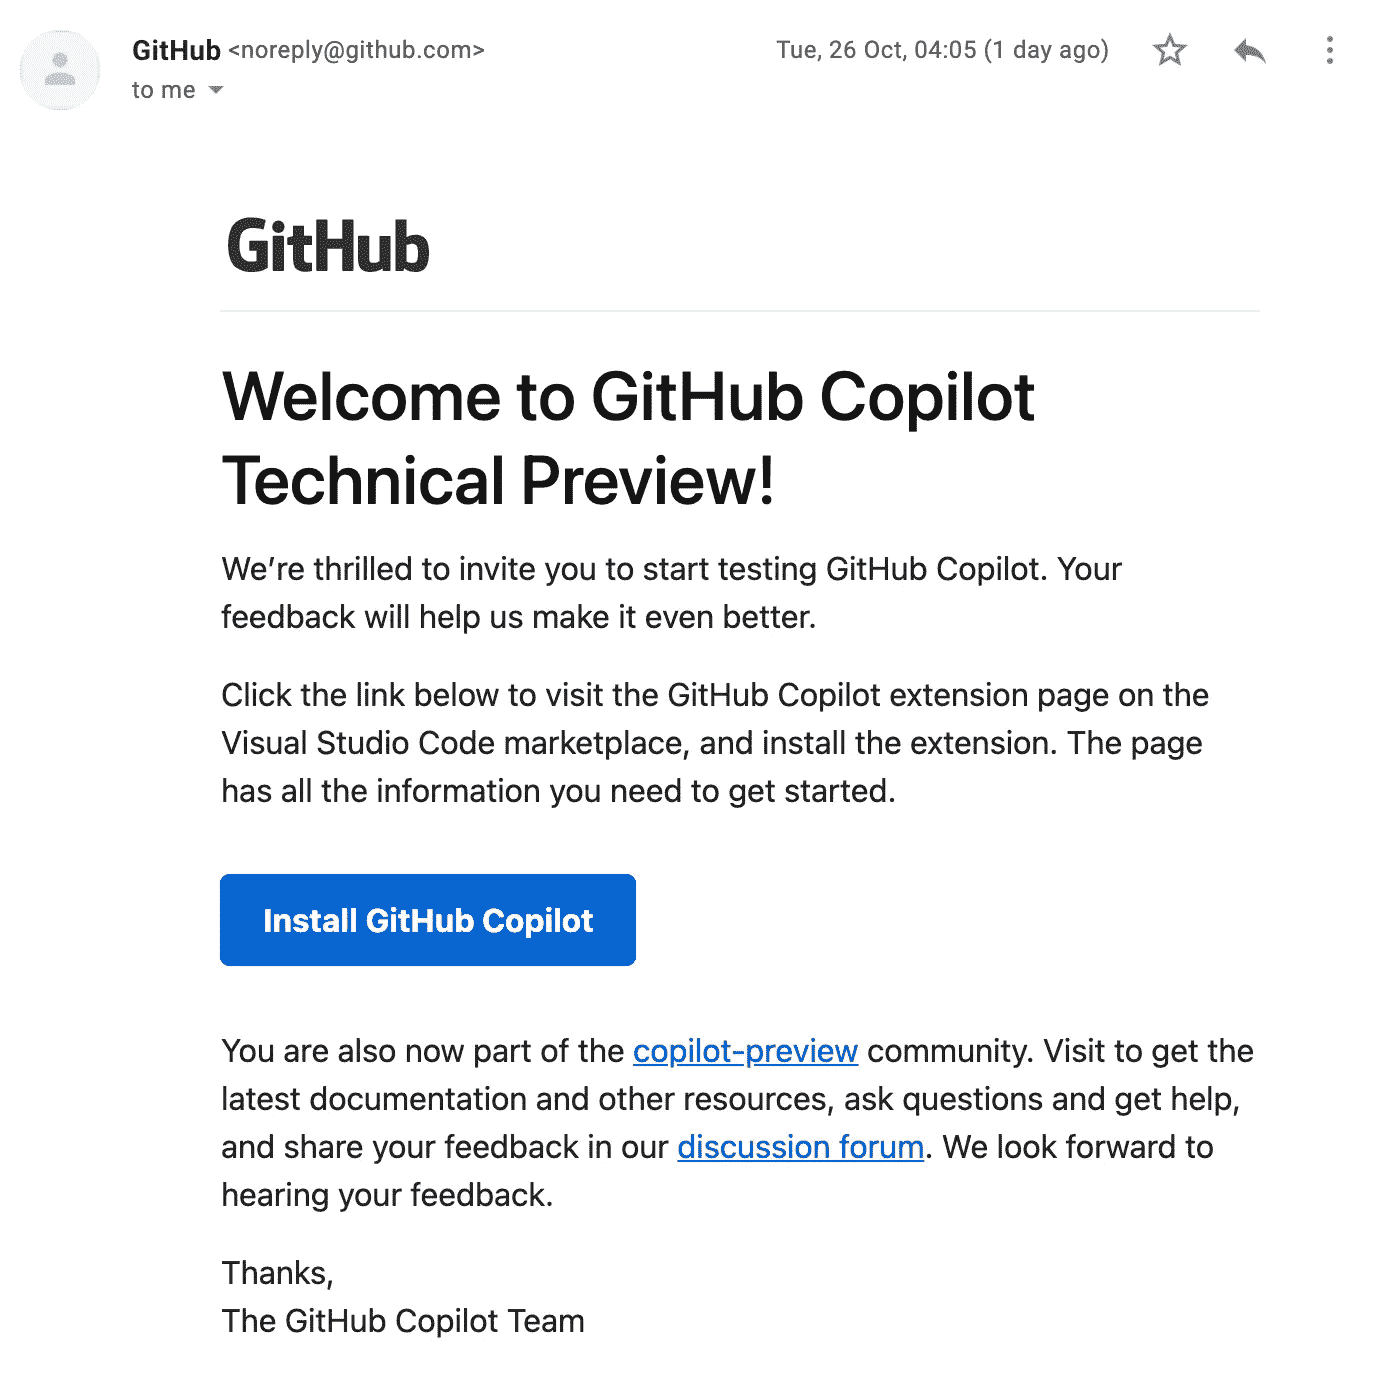 GitHub <noreply@github.com>
Tue, 26 Oct, 04:05 (1 day ago)
to me
GitHub
Welcome to GitHub Copilot
Technical Preview!
We’re thrilled to invite you to start testing GitHub Copilot. Your
feedback will help us make it even better.
Click the link below to visit the GitHub Copilot extension page on the
Visual Studio Code marketplace, and install the extension. The page
has all the information you need to get started.
Install GitHub Copilot
You are also now part of the copilot-preview community. Visit to get the
latest documentation and other resources, ask questions and get help,
and share your feedback in our discussion forum. We look forward to
hearing your feedback.
Thanks,
The GitHub Copilot Team